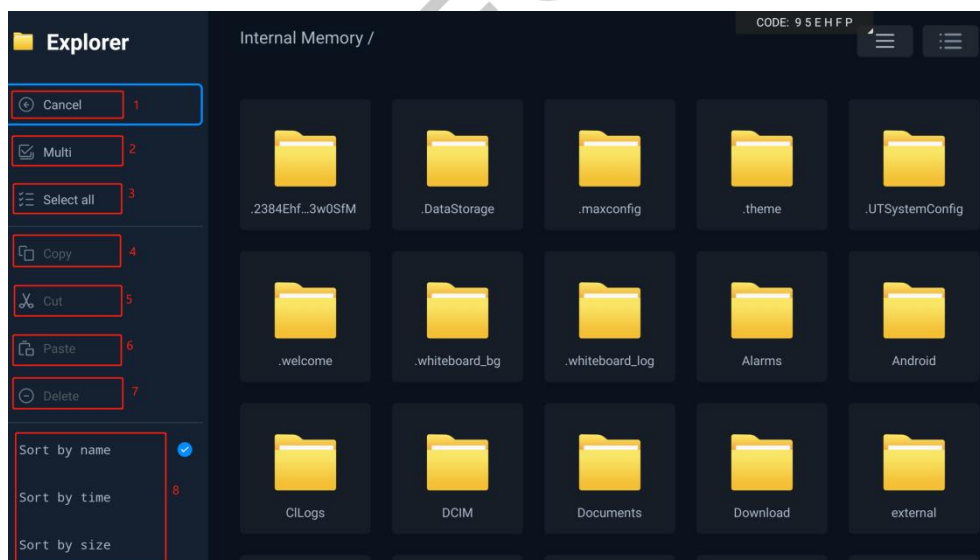 CODE: 95EHFP
Explorer
Internal Memory /
Cancel 1
Multi 2
Select all 3
Copy 4
Cut 5
Paste 6
Delete 7
Sort by name
Sort by time 8
Sort by size
.2384Ehf...3w0SfM .DataStorage .maxconfig .theme .UTSystemConfig
.welcome .whiteboard_bg .whiteboard_log Alarms Android
CILogs DCIM Documents Download external